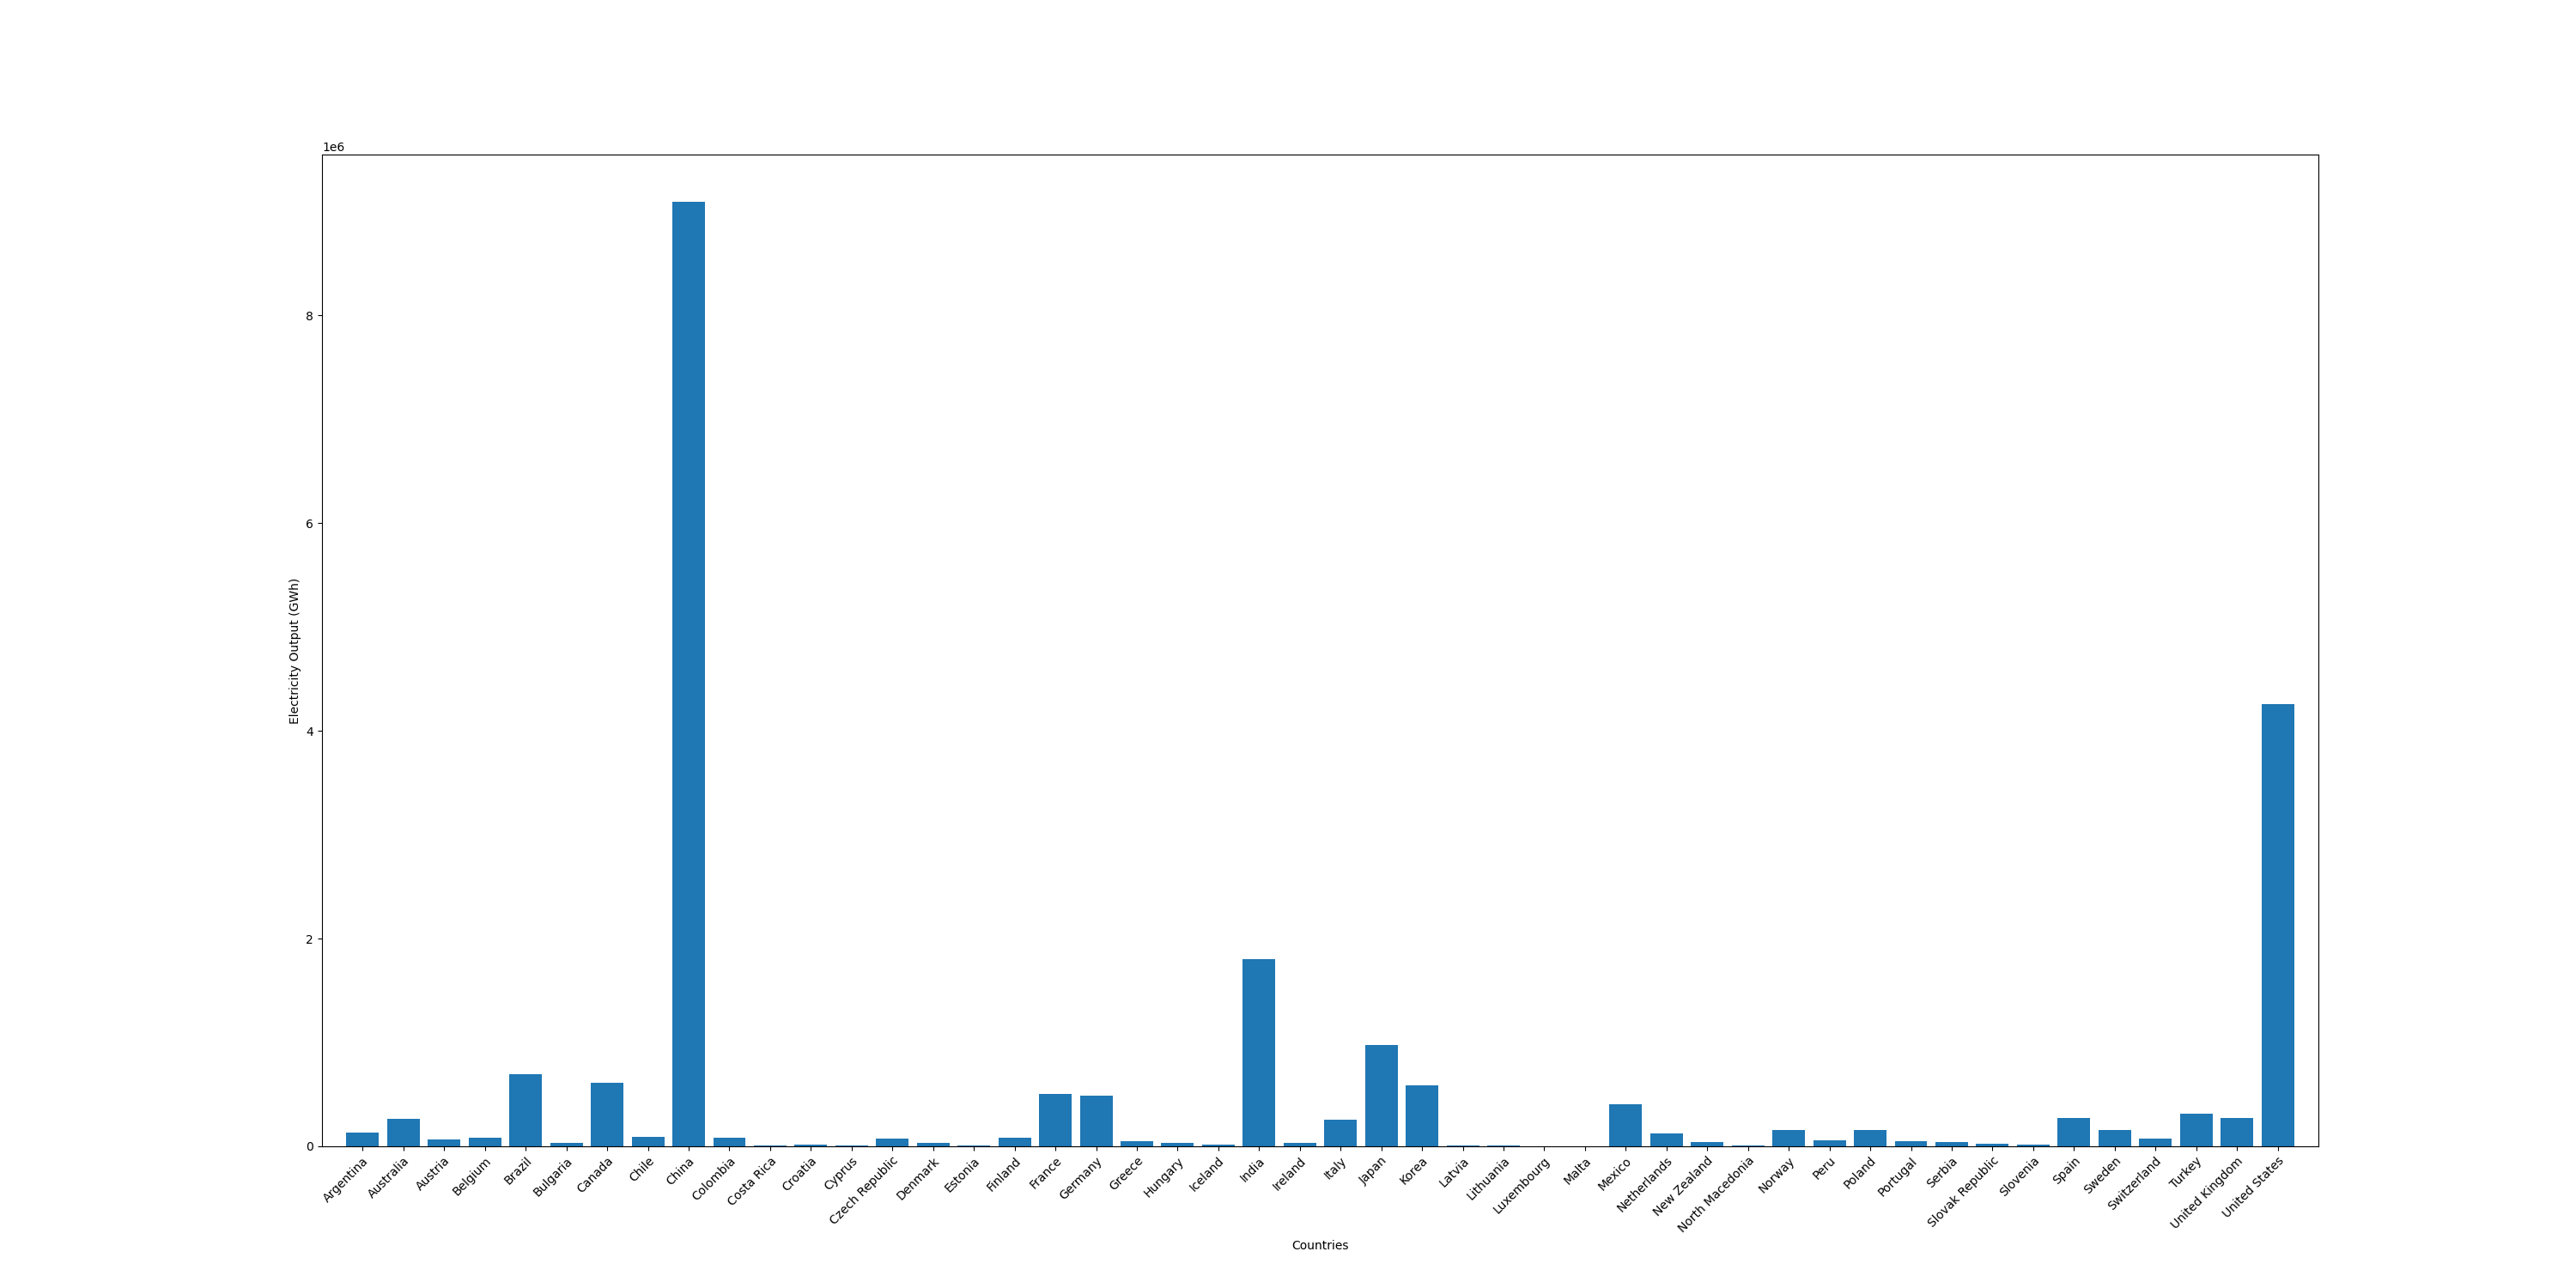 1e6
8
6
4
2
0
Electricity Output (GWh)
Argentina
Australia
Austria
Belgium
Brazil
Bulgaria
Canada
Chile
China
Colombia
Costa Rica
Croatia
Cyprus
Czech Republic
Denmark
Estonia
Finland
France
Germany
Greece
Hungary
Iceland
India
Ireland
Italy
Japan
Korea
Latvia
Lithuania
Luxembourg
Malta
Mexico
Netherlands
New Zealand
North Macedonia
Norway
Peru
Poland
Portugal
Serbia
Slovak Republic
Slovenia
Spain
Sweden
Switzerland
Turkey
United Kingdom
United States
Countries